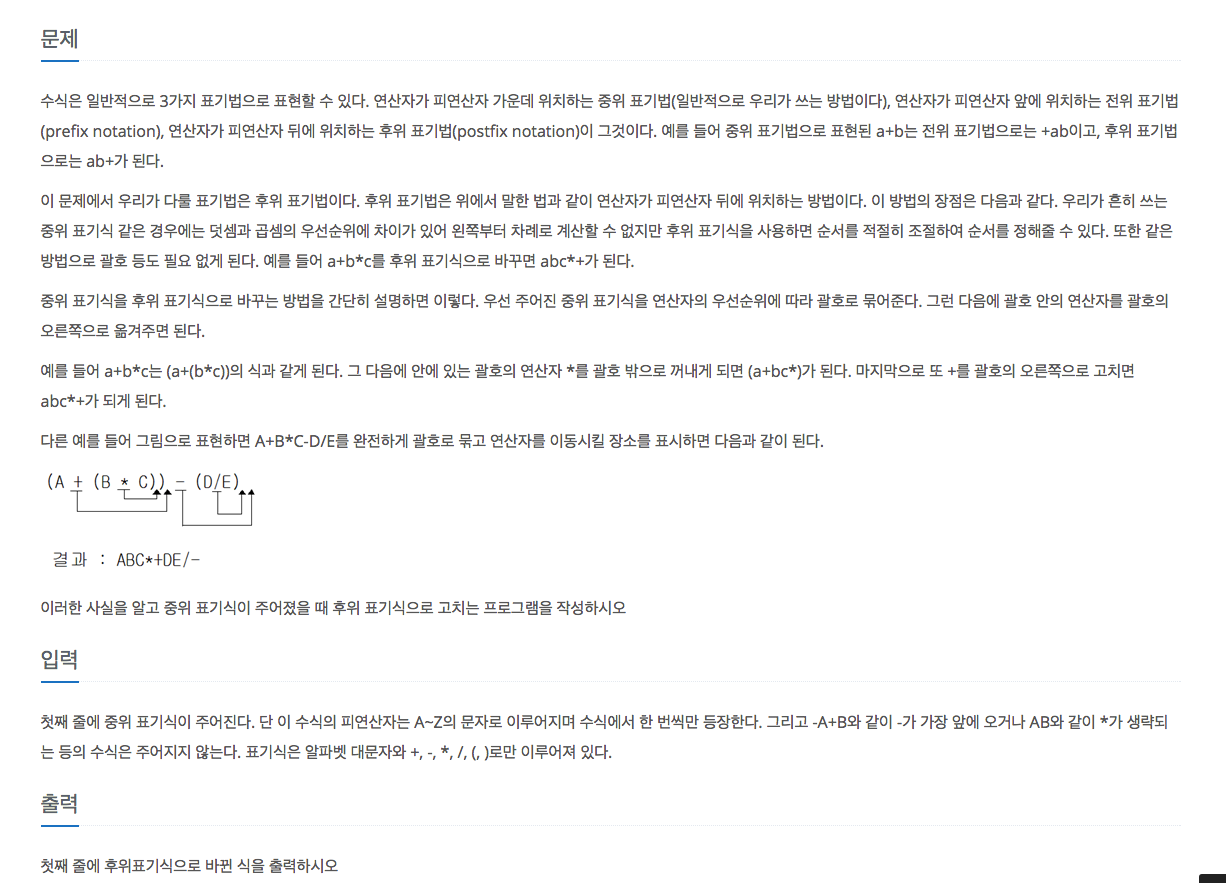 문제
수식은 일반적으로 3가지 표기법으로 표현할 수 있다. 연산자가 피연산자 가운데 위치하는 중위 표기법(일반적으로 우리가 쓰는 방법이다), 연산자가 피연산자 앞에 위치하는 전위 표기법
(prefix notation), 연산자가 피연산자 뒤에 위치하는 후위 표기법(postfix notation)이 그것이다. 예를 들어 중위 표기법으로 표현된 a+b는 전위 표기법으로는 +ab이고, 후위 표기법
으로는 ab+가 된다.
이 문제에서 우리가 다룰 표기법은 후위 표기법이다. 후위 표기법은 위에서 말한 법과 같이 연산자가 피연산자 뒤에 위치하는 방법이다. 이 방법의 장점은 다음과 같다. 우리가 흔히 쓰는
중위 표기식 같은 경우에는 덧셈과 곱셈의 우선순위에 차이가 있어 왼쪽부터 차례로 계산할 수 없지만 후위 표기식을 사용하면 순서를 적절히 조절하여 순서를 정해줄 수 있다. 또한 같은
방법으로 괄호 등도 필요 없게 된다. 예를 들어 a+b*c를 후위 표기식으로 바꾸면 abc*+가 된다.
중위 표기식을 후위 표기식으로 바꾸는 방법을 간단히 설명하면 이렇다. 우선 주어진 중위 표기식을 연산자의 우선순위에 따라 괄호로 묶어준다. 그런 다음에 괄호 안의 연산자를 괄호의
오른쪽으로 옮겨주면 된다.
예를 들어 a+b*c는 (a+(b*c))의 식과 같게 된다. 그 다음에 안에 있는 괄호의 연산자 *를 괄호 밖으로 꺼내게 되면 (a+bc*)가 된다. 마지막으로 또 +를 괄호의 오른쪽으로 고치면
abc*+가 되게 된다.
다른 예를 들어 그림으로 표현하면 A+B*C-D/E를 완전하게 괄호로 묶고 연산자를 이동시킬 장소를 표시하면 다음과 같이 된다.
(A + (B * C)) - (D/E)
결과 : ABC*+DE/-
이러한 사실을 알고 중위 표기식이 주어졌을 때 후위 표기식으로 고치는 프로그램을 작성하시오
입력
첫째 줄에 중위 표기식이 주어진다. 단 이 수식의 피연산자는 A~Z의 문자로 이루어지며 수식에서 한 번씩만 등장한다. 그리고 -A+B와 같이 -가 가장 앞에 오거나 AB와 같이 *가 생략되
는 등의 수식은 주어지지 않는다. 표기식은 알파벳 대문자와 +, -, *, /, (, )로만 이루어져 있다.
출력
첫째 줄에 후위표기식으로 바뀐 식을 출력하시오